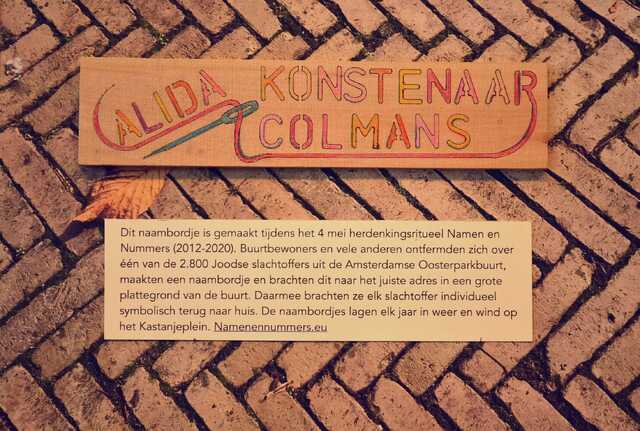 ALIDA KONSTENAAR
COLMANS
Dit naambordje is gemaakt tijdens het 4 mei herdenkingsritueel Namen en
Nummers (2012-2020). Buurtbewoners en vele anderen ontfermden zich over
één van de 2.800 Joodse slachtoffers uit de Amsterdamse Oosterparkbuurt,
maakten een naambordje en brachten dit naar het juiste adres in een grote
plattegrond van de buurt. Daarmee brachten ze elk slachtoffer individueel
symbolisch terug naar huis. De naambordjes lagen elk jaar in weer en wind op
het Kastanjeplein. Namenennummers.eu